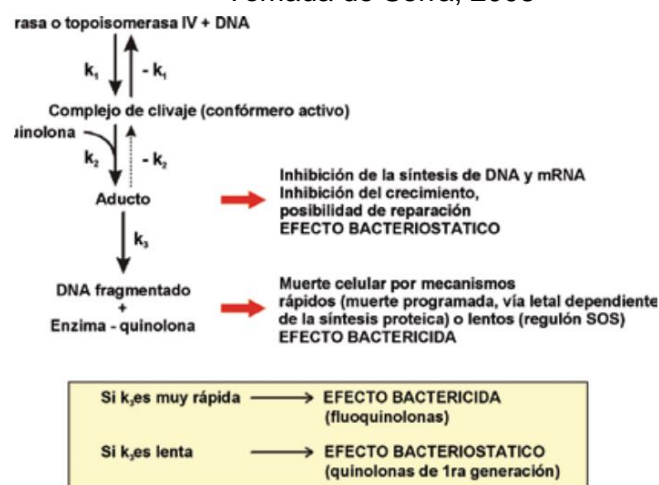 rasa o topoisomerasa IV + DNA
k₁ - k₁
Complejo de clivaje (confórmero activo)
uinolona
k₂ - k₂
Aducto
Inhibición de la síntesis de DNA y mRNA
Inhibición del crecimiento,
posibilidad de reparación
EFECTO BACTERIOSTATICO
k₃
DNA fragmentado
+
Enzima - quinolona
Muerte celular por mecanismos
rápidos (muerte programada, vía letal dependiente
de la síntesis proteica) o lentos (regulón SOS)
EFECTO BACTERICIDA
Si k₃es muy rápida EFECTO BACTERICIDA
(fluoquinolonas)
Si k₃es lenta EFECTO BACTERIOSTATICO
(quinolonas de 1ra generación)